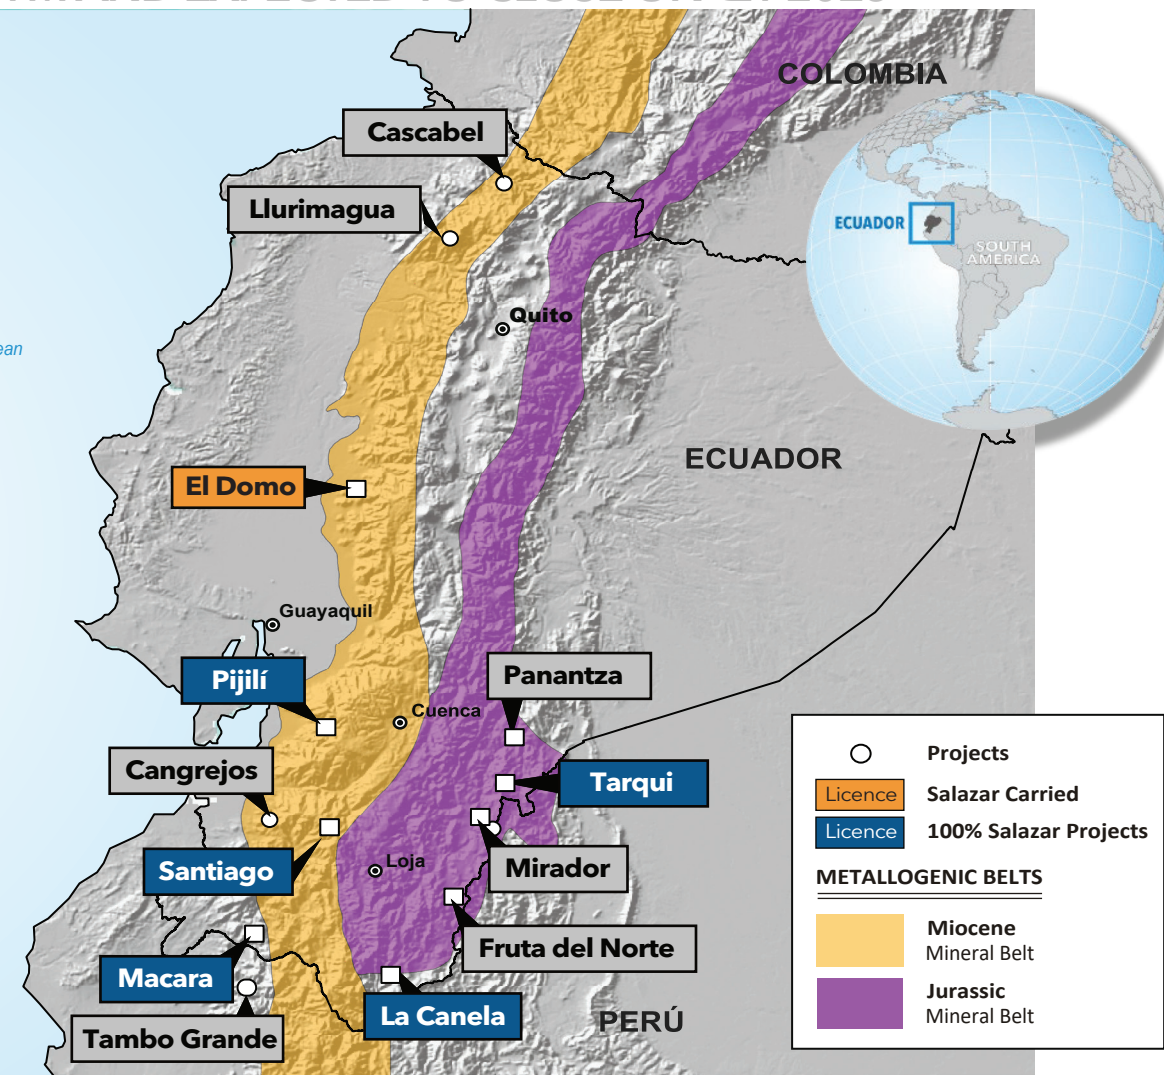 COLOMBIA
Cascabel
Llurimagua
ECUADOR
SOUTH
AMERICA
Quito
ean
ECUADOR
El Domo
Guayaquil
Pijilí
Panantza
Cuenca
Cangrejos
Tarqui
Santiago
Loja
Mirador
Fruta del Norte
Macara
La Canela
Tambo Grande
PERÚ
Projects
Licence Salazar Carried
Licence 100% Salazar Projects
METALLOGENIC BELTS
Miocene
Mineral Belt
Jurassic
Mineral Belt